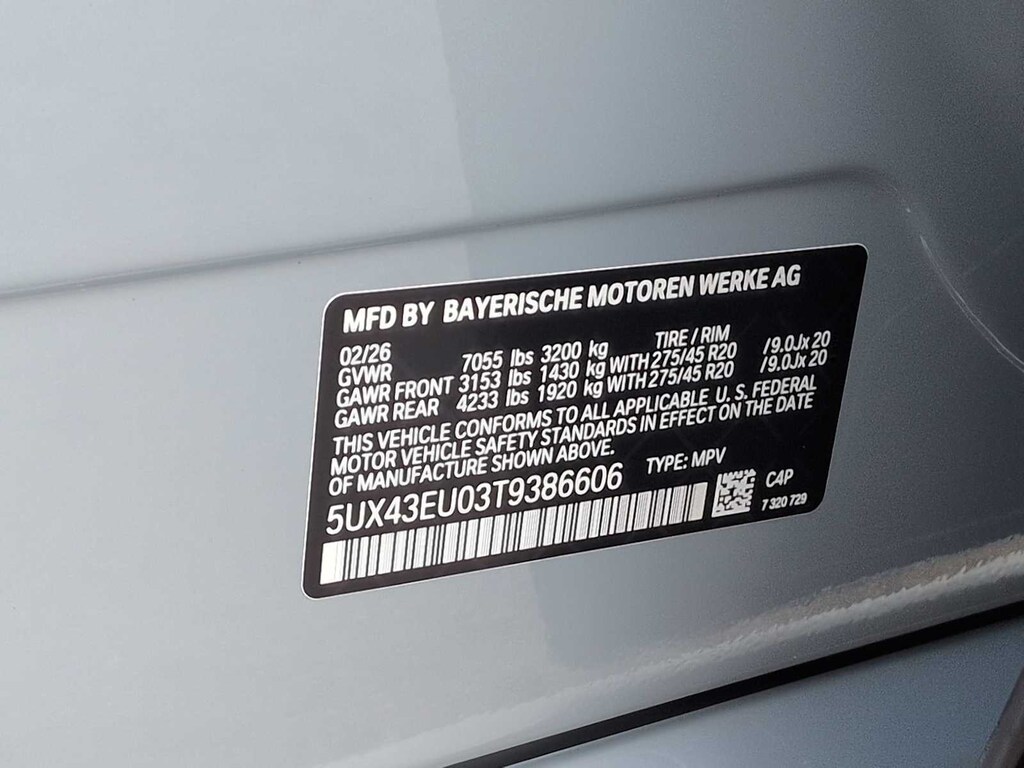 MFD BY BAYERISCHE MOTOREN WERKE AG
02/26 TIRE / RIM
GVWR 7055 lbs 3200 kg
GAWR FRONT 3153 lbs 1430 kg WITH 275/45 R20 /9.0Jx 20
GAWR REAR 4233 lbs 1920 kg WITH 275/45 R20 /9.0Jx 20
THIS VEHICLE CONFORMS TO ALL APPLICABLE U. S. FEDERAL
MOTOR VEHICLE SAFETY STANDARDS IN EFFECT ON THE DATE
OF MANUFACTURE SHOWN ABOVE.
5UX43EU03T9386606 TYPE: MPV
C4P
7 320 729